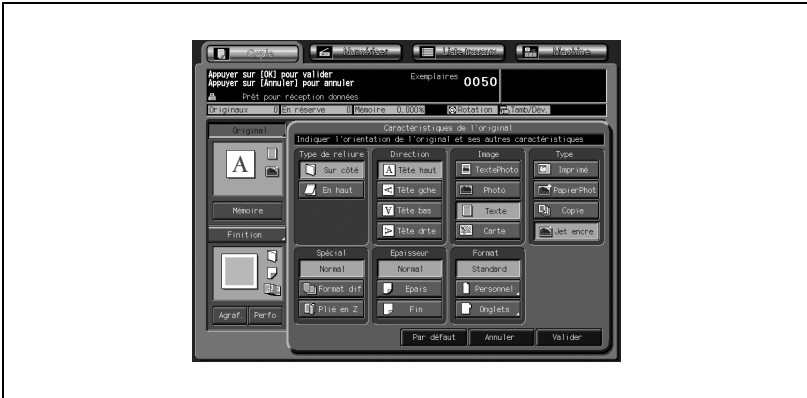 Copie Numériser Liste travaux Machine
Appuyer sur [OK] pour valider
Appuyer sur [Annuler] pour annuler
Exemplaires 0050
Prêt pour réception données
Originaux 0 En réserve 0 Mémoire 0.000% Rotation Tamb/Dév.
Original
Caractéristiques de l'original
Indiquer l'orientation de l'original et ses autres caractéristiques
Type de reliure Direction Image Type
Sur côté A Tête haut TextePhoto Imprimé
A
En haut A Tête gche Photo PapierPhot
Mémoire A Tête bas Texte Copie
Finition A Tête drte Carte Jet encre
Spécial Epaisseur Format
Normal Normal Standard
Format dif Epais Personnel
Plié en Z Fin Onglets
Agraf. Perfo
Par défaut Annuler Valider